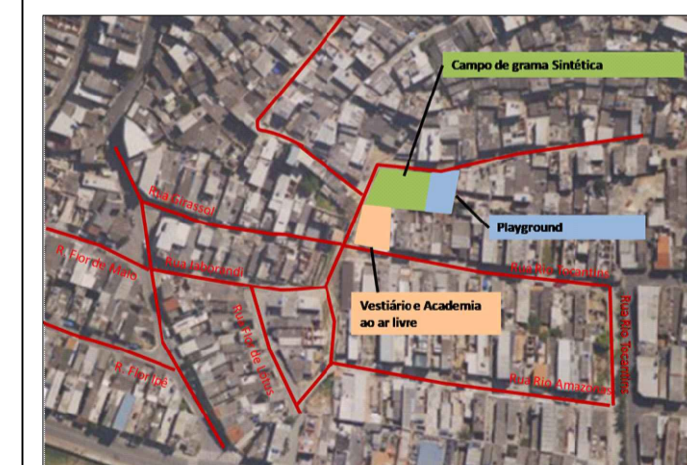 Campo de grama Sintética
Rua Girassol
Playground
R. Flor de Maio
Rua Jaborandi
Rua Rio Tocantins
Vestiário e Academia
ao ar livre
Rua Flor de Lótus
Rua Rio Tocantins
R. Flor Ipê
Rua Rio Amazonas